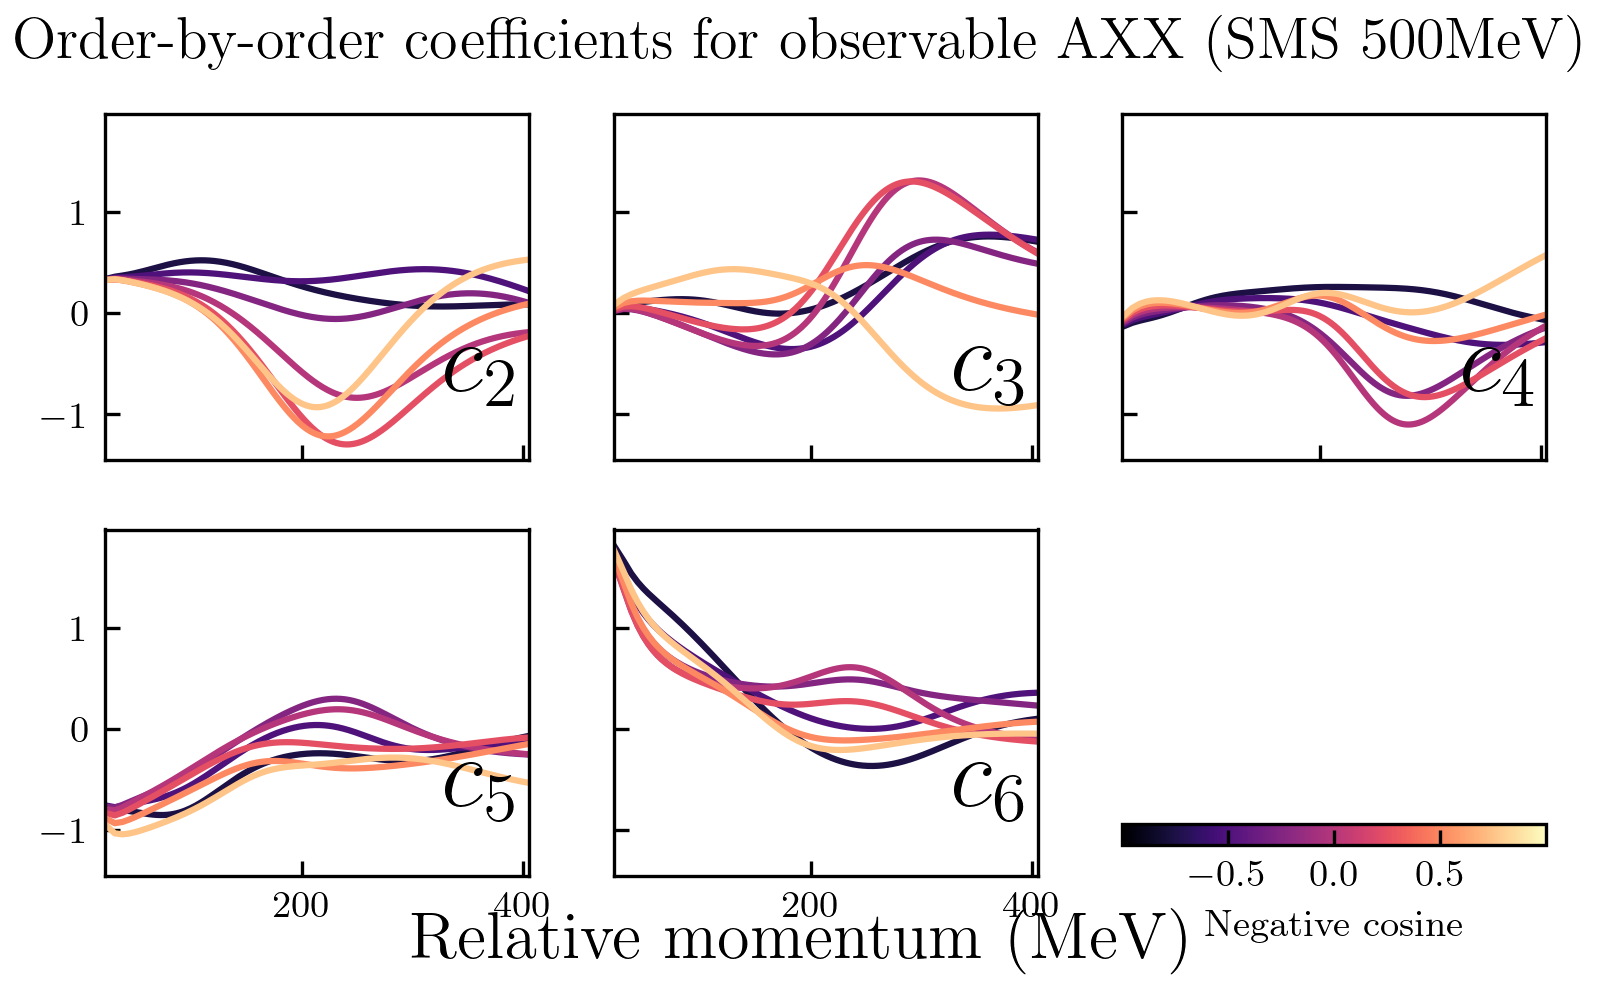 Order-by-order coefficients for observable AXX (SMS 500MeV)
1
0
−1
c2
c3
c4
1
0
−1
c5
c6
200
400
200
400
−0.5
0.0
0.5
Negative cosine
Relative momentum (MeV)